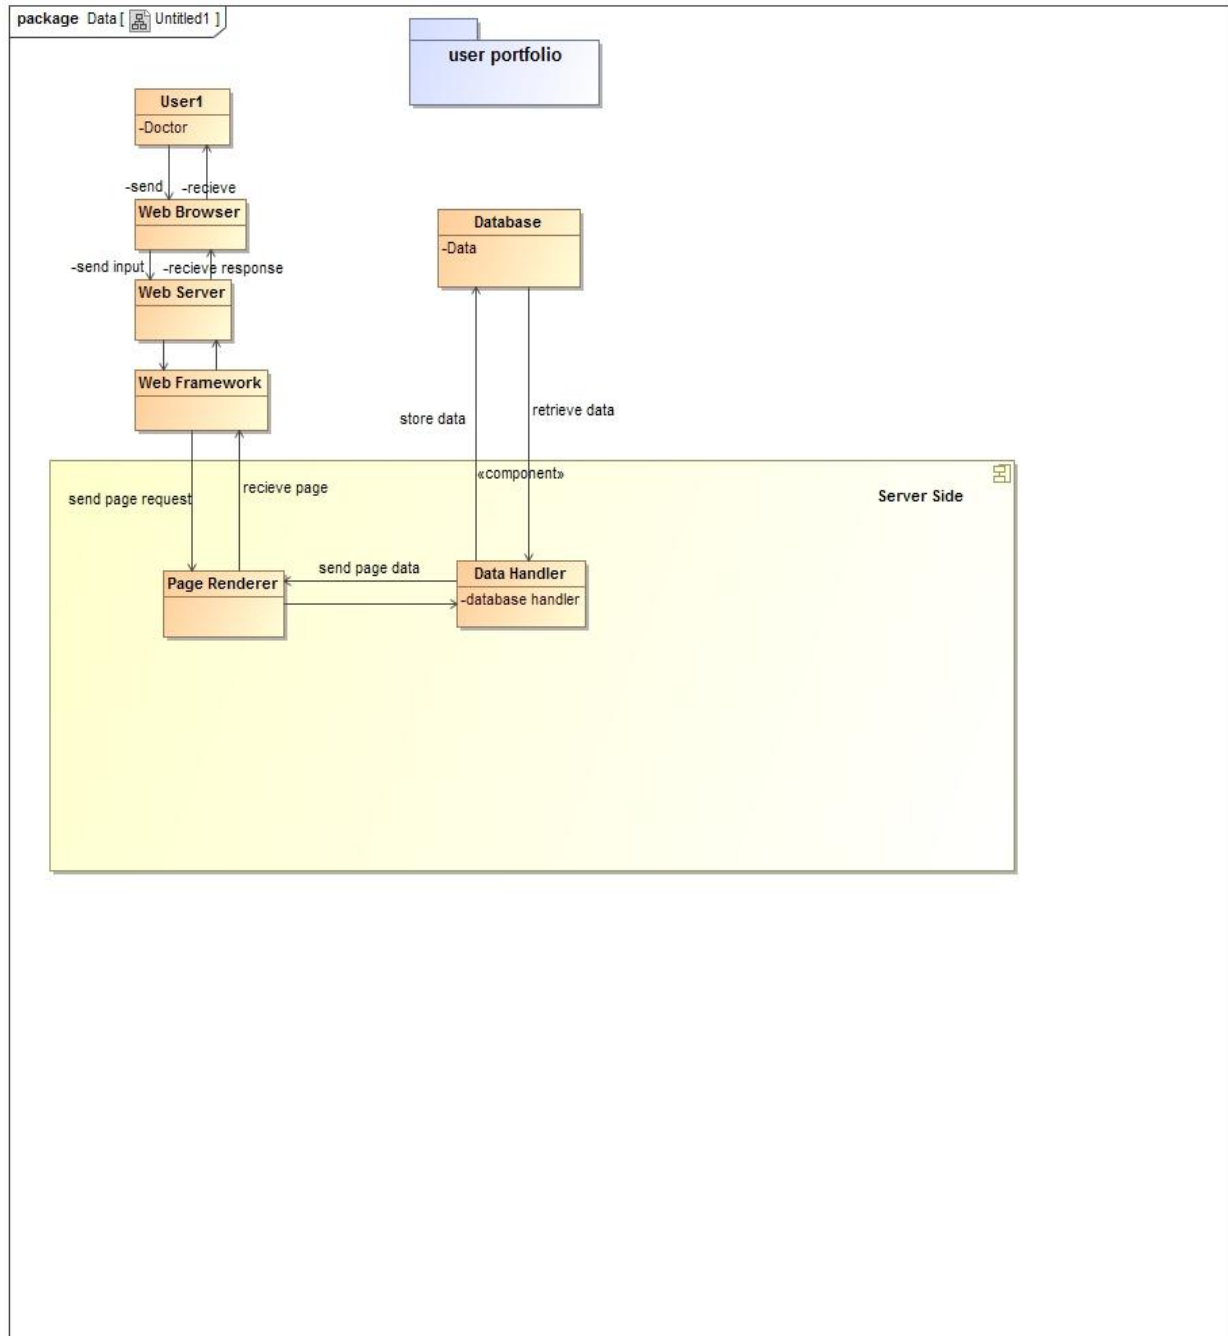 package Data [ Untitled1 ]
user portfolio
User1
-Doctor
-send
-recieve
Web Browser
Database
-Data
-send input
-recieve response
Web Server
Web Framework
store data
retrieve data
«component»
Server Side
send page request
recieve page
send page data
Page Renderer
Data Handler
-database handler